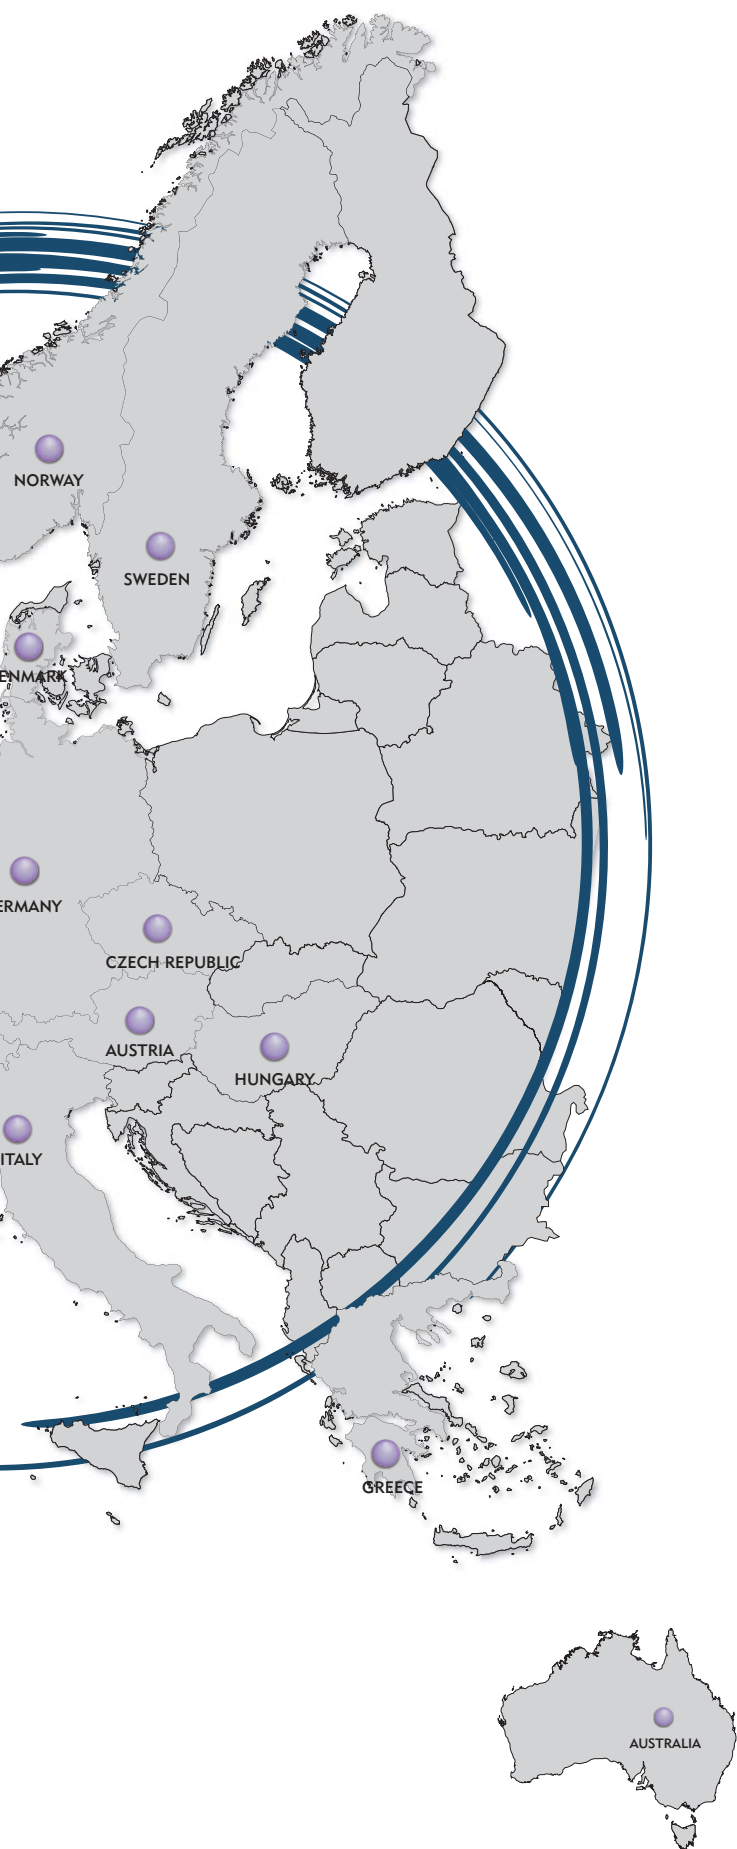 NORWAY
SWEDEN
ENMARK
ERMANY
CZECH REPUBLIC
AUSTRIA
HUNGARY
ITALY
GREECE
AUSTRALIA